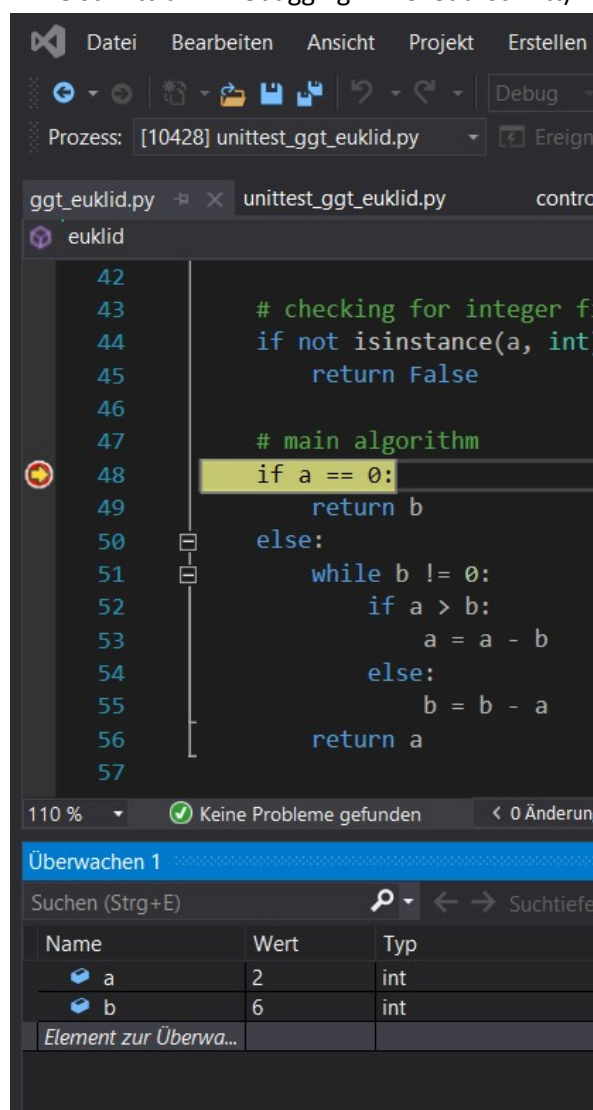 Datei Bearbeiten Ansicht Projekt Erstellen
Debug
Prozess: [10428] unittest_ggt_euklid.py
ggt_euklid.py unittest_ggt_euklid.py
euklid
42
43 # checking for integer
44 if not isinstance(a, int
45 return False
46
47 # main algorithm
48 if a == 0:
49 return b
50 else:
51 while b != 0:
52 if a > b:
53 a = a - b
54 else:
55 b = b - a
56 return a
57
110 % Keine Probleme gefunden < 0 Änderun
Überwachen 1
Suchen (Strg+E) Suchtiefe
Name Wert Typ
a 2 int
b 6 int
Element zur Überwa...